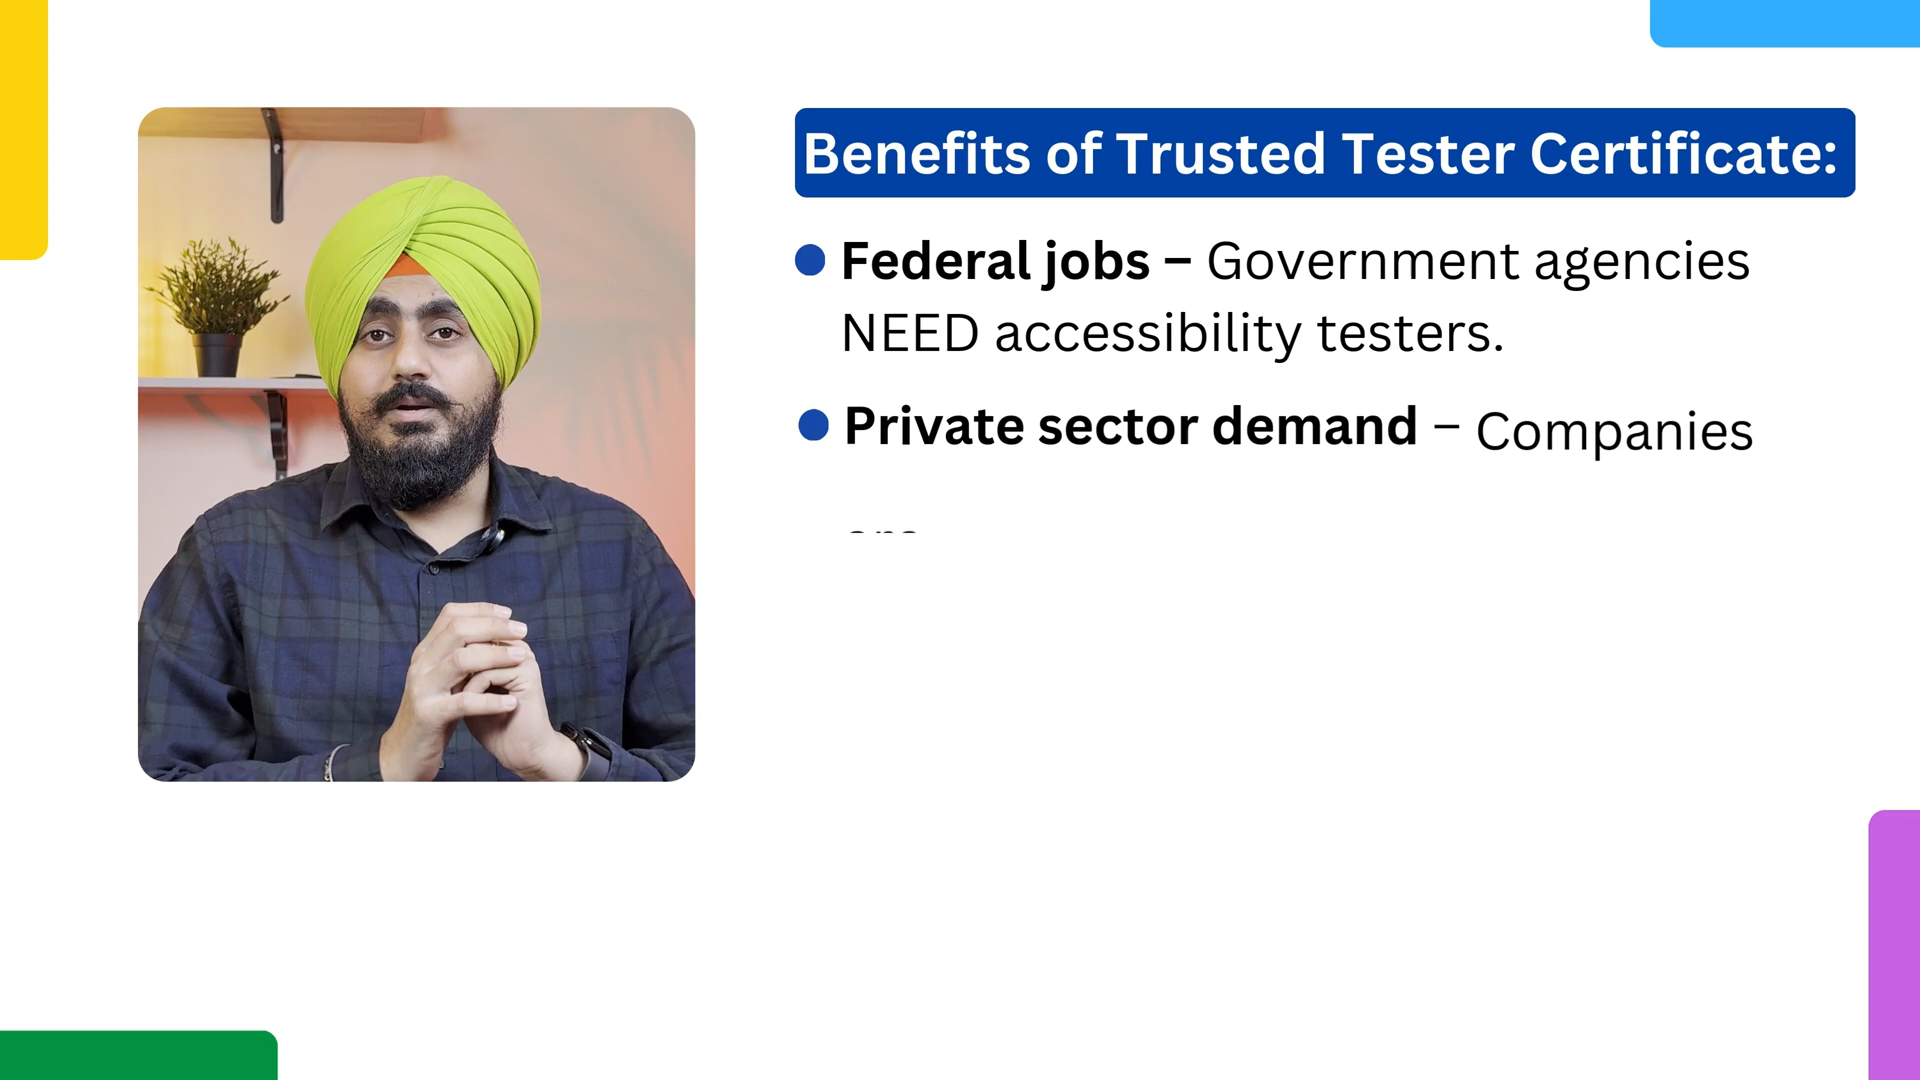 Benefits of Trusted Tester Certificate:
Federal jobs – Government agencies
NEED accessibility testers.
Private sector demand – Companies